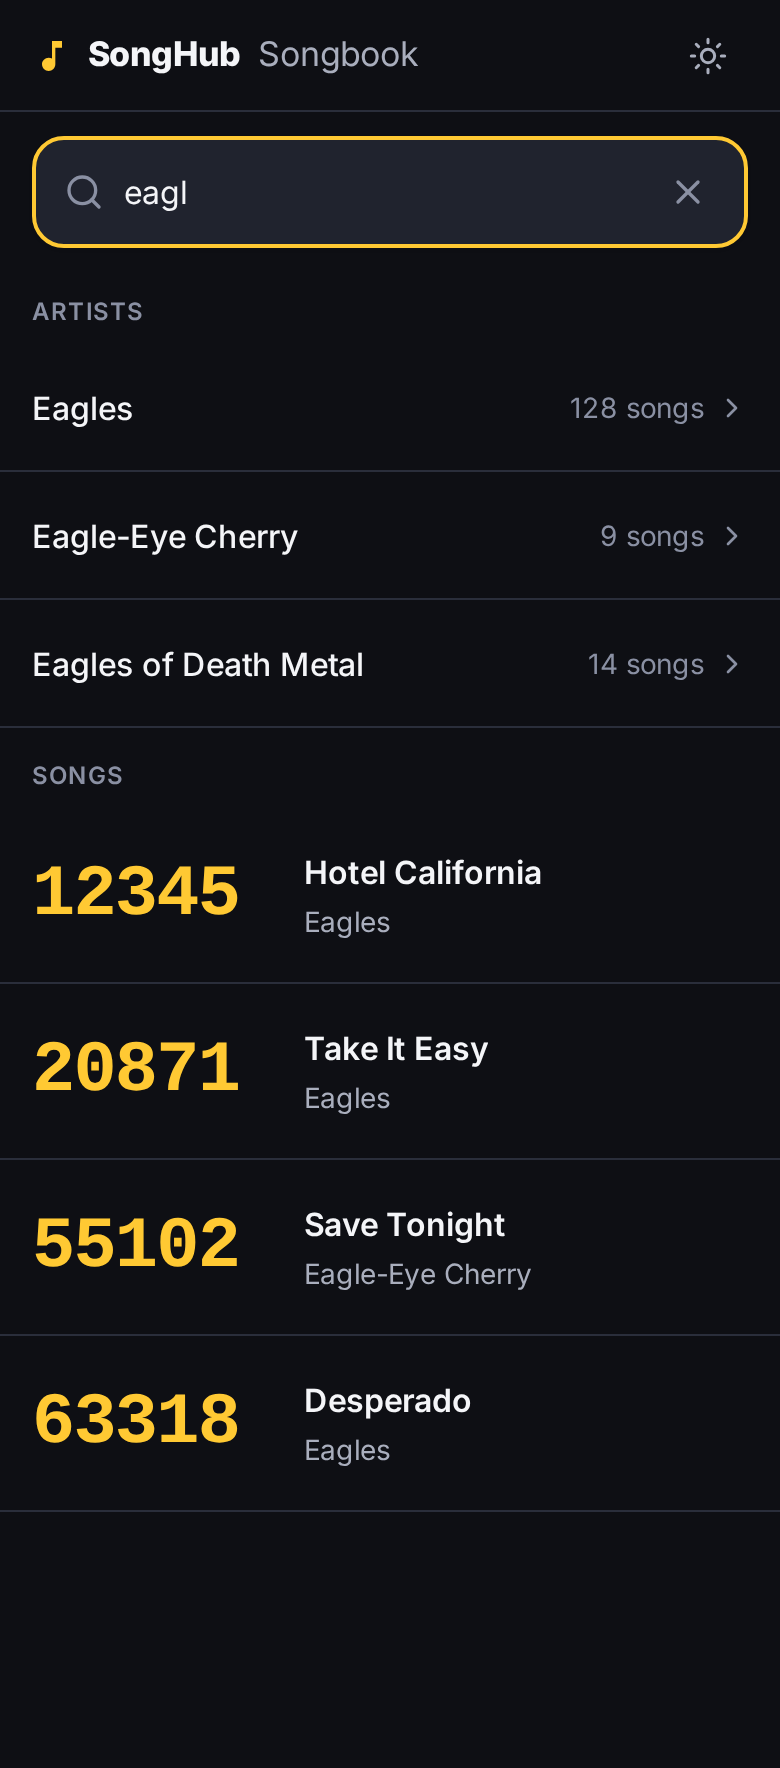 SongHub Songbook
eagl
ARTISTS
Eagles 128 songs
Eagle-Eye Cherry 9 songs
Eagles of Death Metal 14 songs
SONGS
12345 Hotel California
Eagles
20871 Take It Easy
Eagles
55102 Save Tonight
Eagle-Eye Cherry
63318 Desperado
Eagles